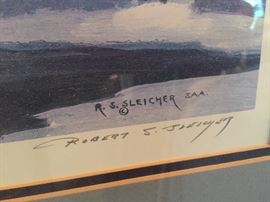 R. S. SLEICHER SAA.
©
ROBERT S. SLEICHER